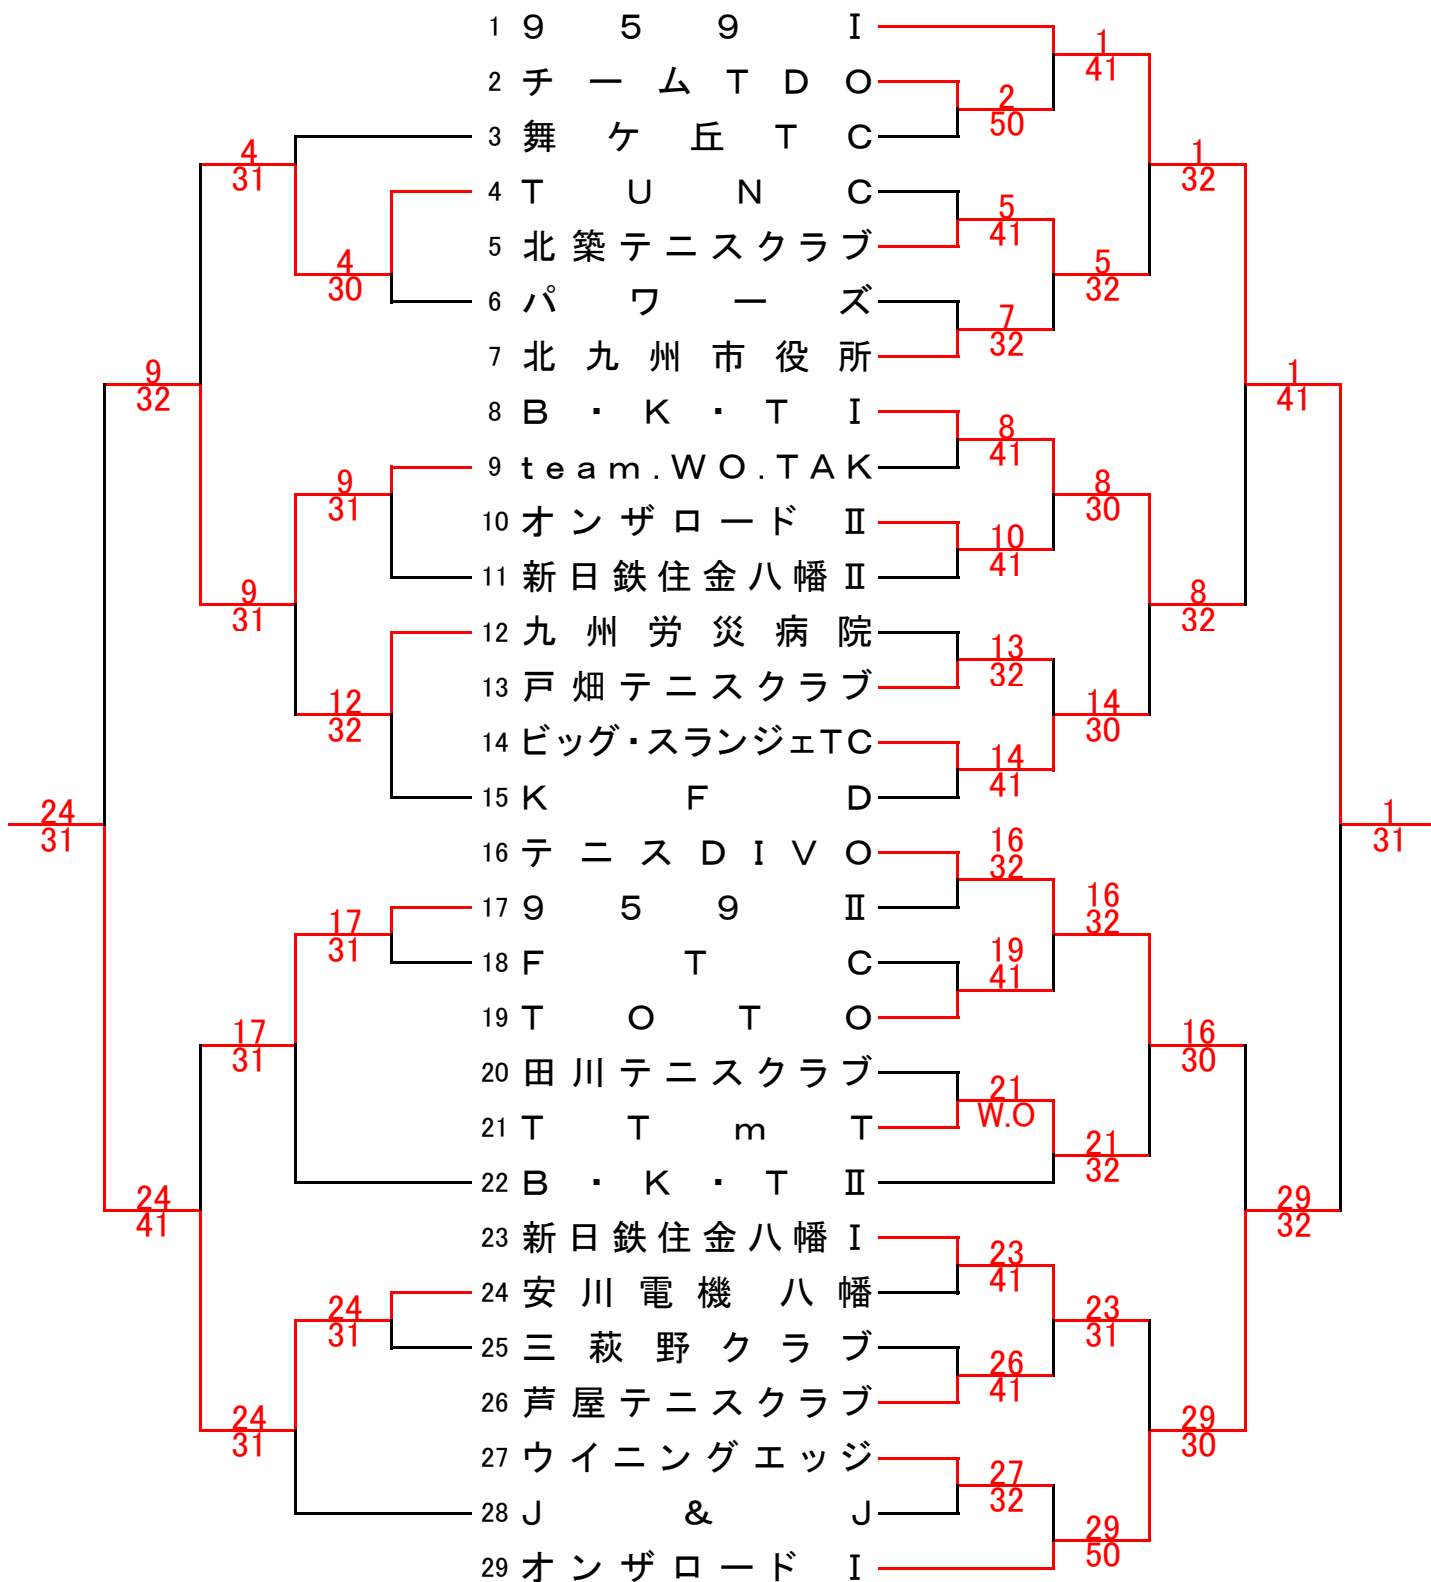 1 9 5 9 Ⅰ
2 チームTDO
3 舞ケ丘TC
4 TUNC
5 北築テニスクラブ
6 パワーズ
7 北九州市役所
8 B・K・T Ⅰ
9 team.WO.TAK
10 オンザロード Ⅱ
11 新日鉄住金八幡 Ⅱ
12 九州労災病院
13 戸畑テニスクラブ
14 ビッグ・スランジェTC
15 KFD
16 テニスDIVO
17 9 5 9 Ⅱ
18 FTC
19 TOTO
20 田川テニスクラブ
21 TTmT
22 B・K・T Ⅱ
23 新日鉄住金八幡 Ⅰ
24 安川電機 八幡
25 三萩野クラブ
26 芦屋テニスクラブ
27 ウイニングエッジ
28 J&J
29 オンザロード Ⅰ
4
30
9
31
12
32
17
31
24
31
4
31
9
31
17
31
24
31
9
32
24
41
24
31
2
50
5
41
7
32
8
41
10
41
13
32
14
41
16
32
19
41
21
W.O
23
41
26
41
27
32
1
41
5
32
8
30
14
30
16
32
21
32
23
31
29
50
1
32
8
32
16
30
29
30
1
41
29
32
1
31